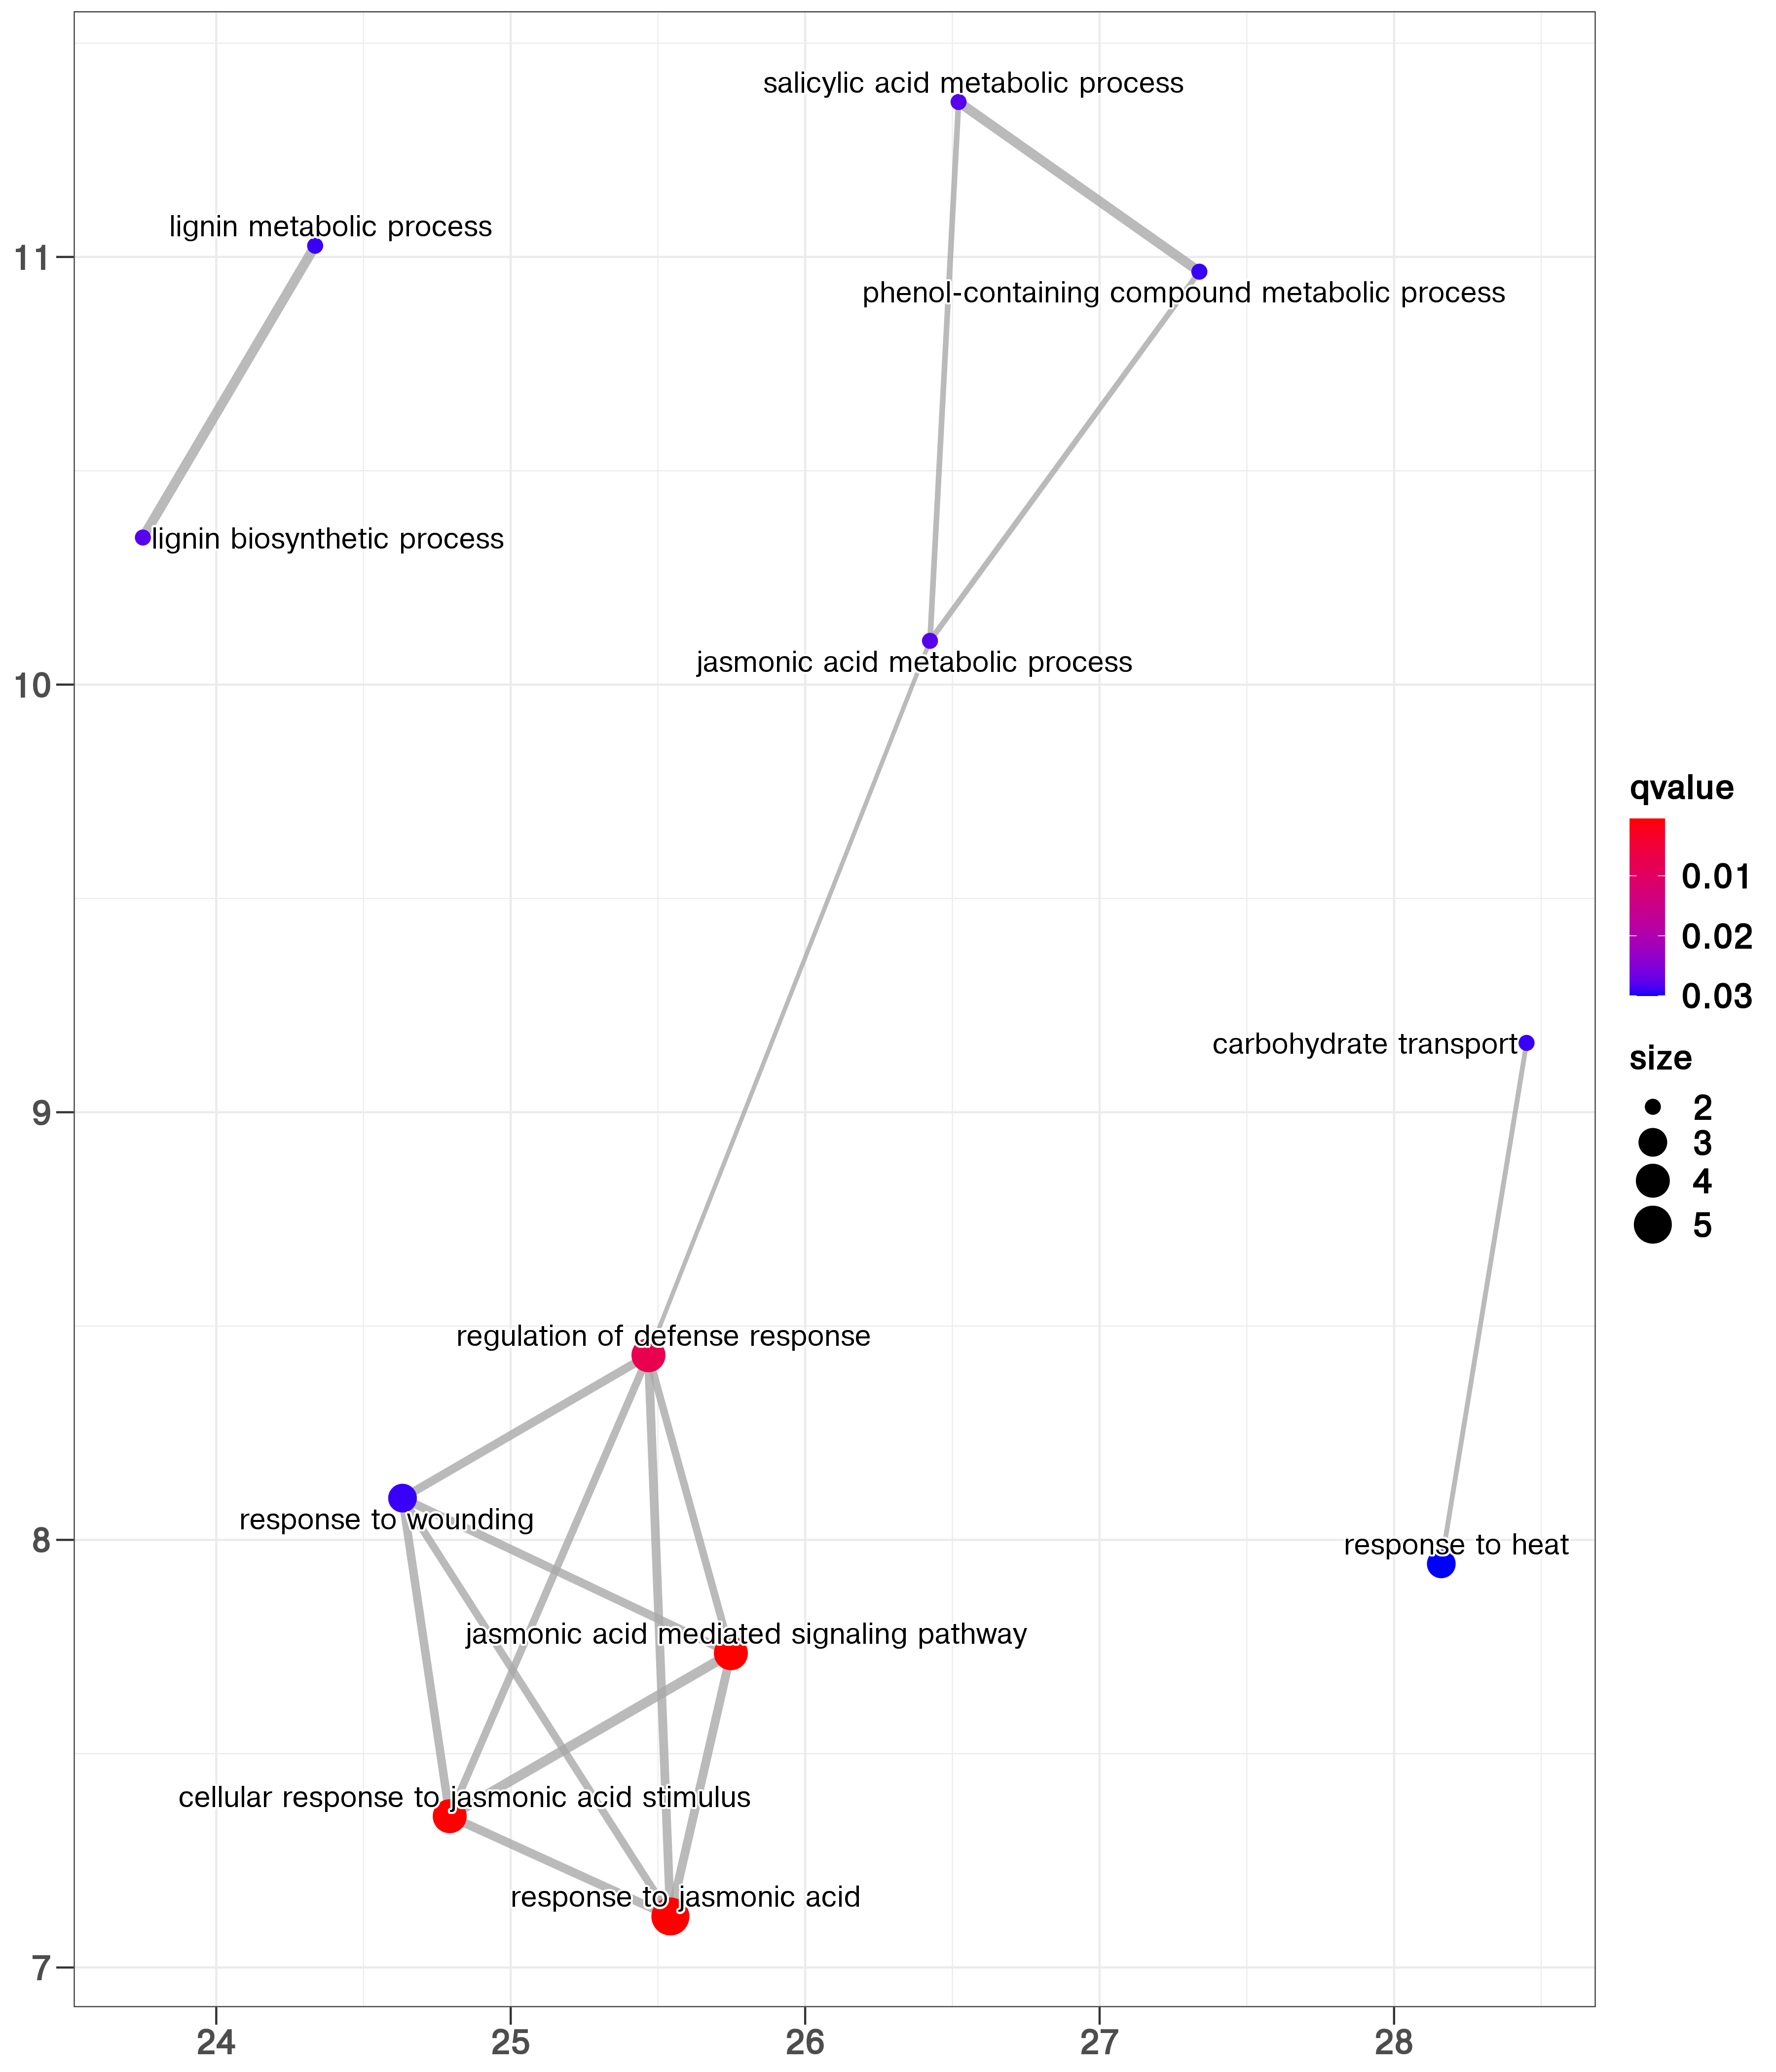 salicylic acid metabolic process
lignin metabolic process
11
phenol-containing compound metabolic process
lignin biosynthetic process
jasmonic acid metabolic process
10
qvalue
0.01
0.02
0.03
carbohydrate transport
size
2
3
4
5
9
regulation of defense response
response to wounding
8
response to heat
jasmonic acid mediated signaling pathway
cellular response to jasmonic acid stimulus
response to jasmonic acid
7
24 25 26 27 28